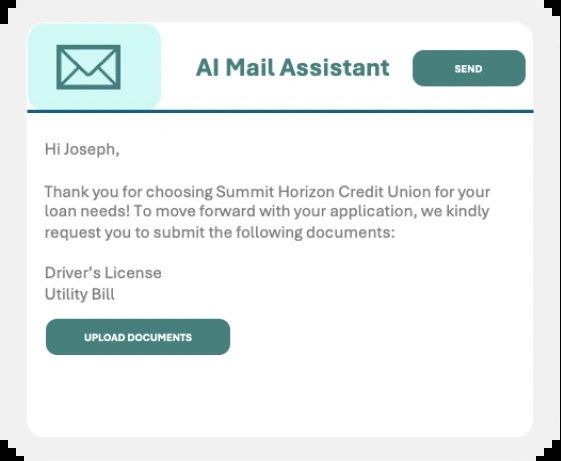 AI Mail Assistant
SEND
Hi Joseph,
Thank you for choosing Summit Horizon Credit Union for your
loan needs! To move forward with your application, we kindly
request you to submit the following documents:
Driver’s License
Utility Bill
UPLOAD DOCUMENTS